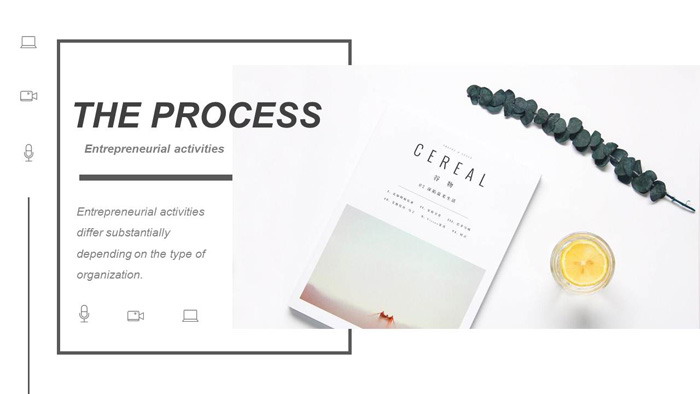 THE PROCESS
Entrepreneurial activities
Entrepreneurial activities
differ substantially
depending on the type of
organization.
CEREAL
谷 物